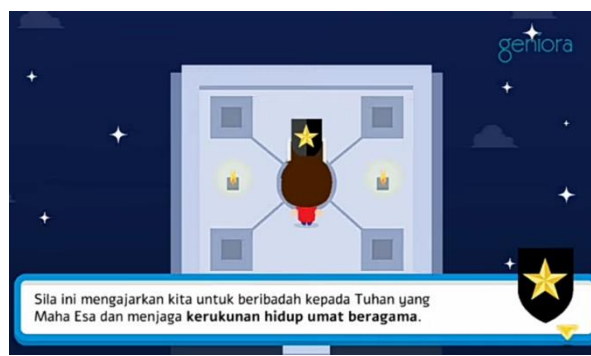 geniora
Sila ini mengajarkan kita untuk beribadah kepada Tuhan yang
Maha Esa dan menjaga kerukunan hidup umat beragama.